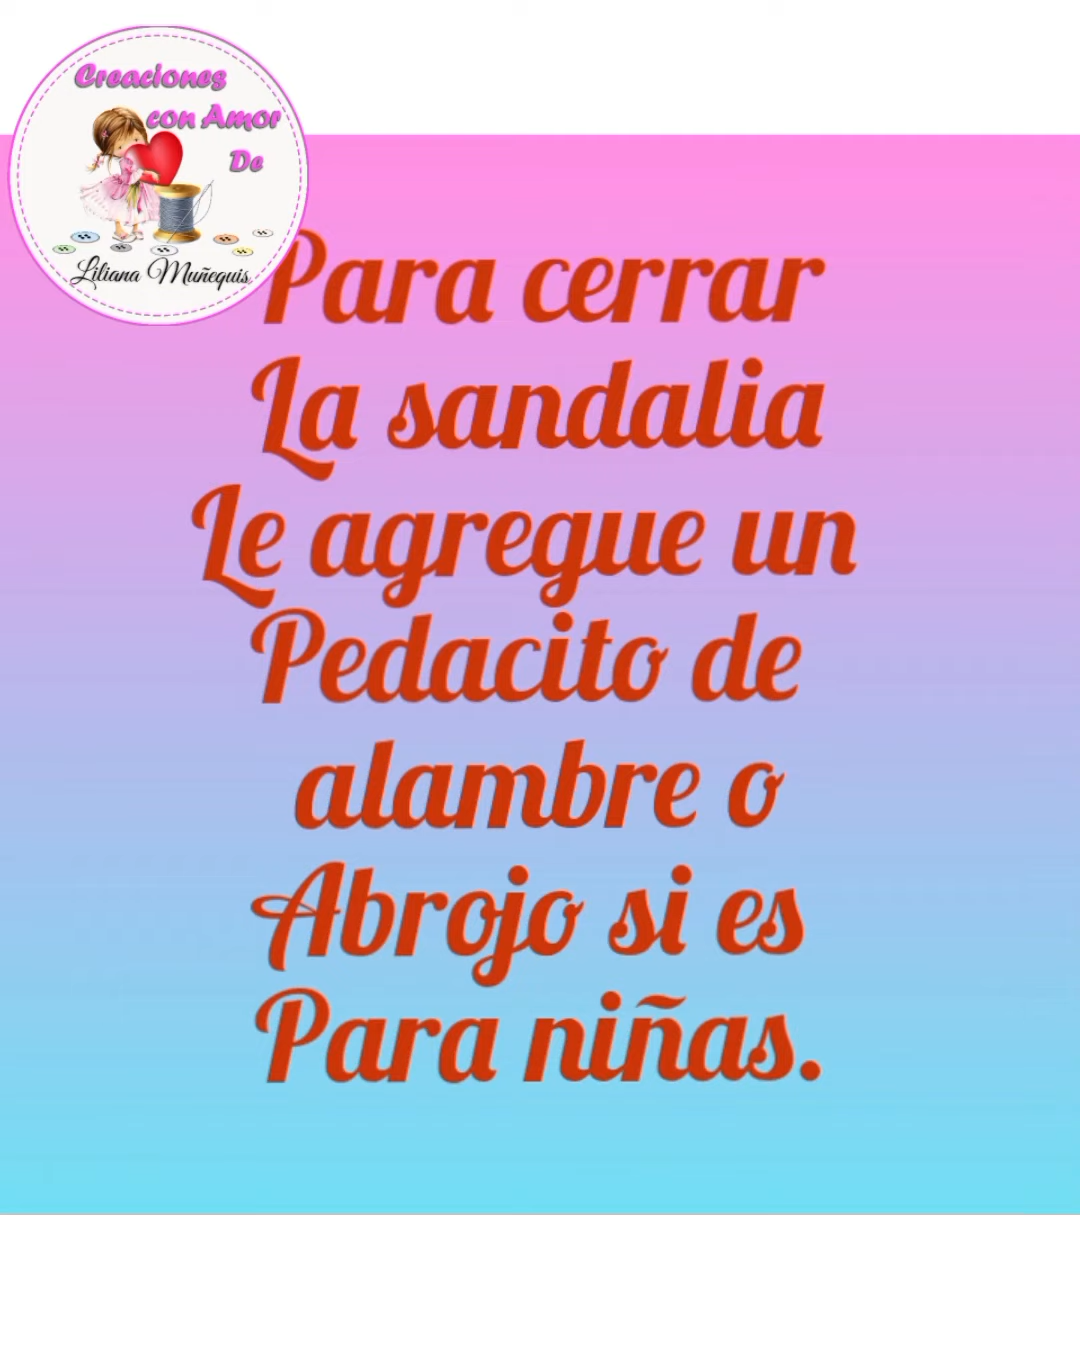 Creaciones
con Amor
De
Liliana Muñequis
Para cerrar
La sandalia
Le agregue un
Pedacito de
alambre o
Abrojo si es
Para niñas.